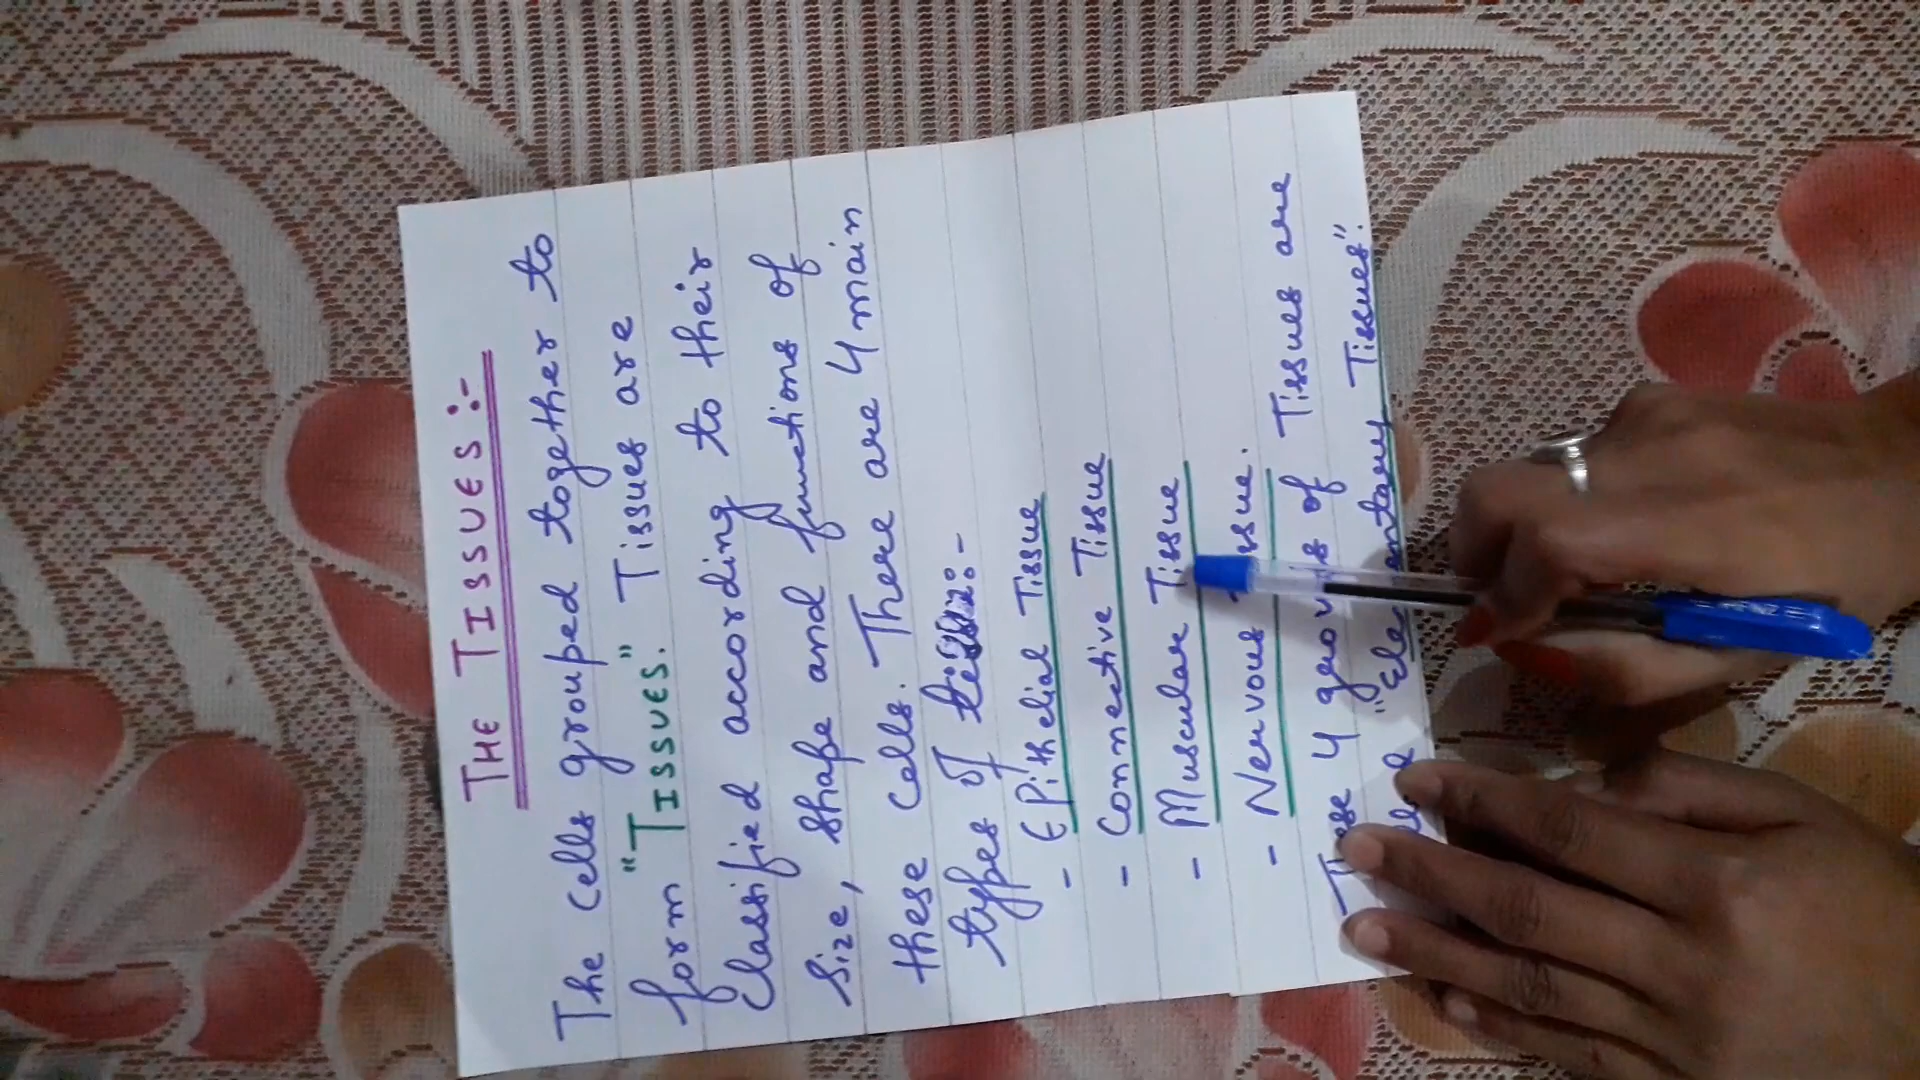 THE TISSUES :-
The cells grouped together to
form "TISSUES." Tissues are
classified according to their
size, shape and functions of
these cells. There are 4 main
types of
- Epithelial Tissue
- Connective Tissue
- Muscular Tissue
- Nervous
4 of Tissues are
Tissues".